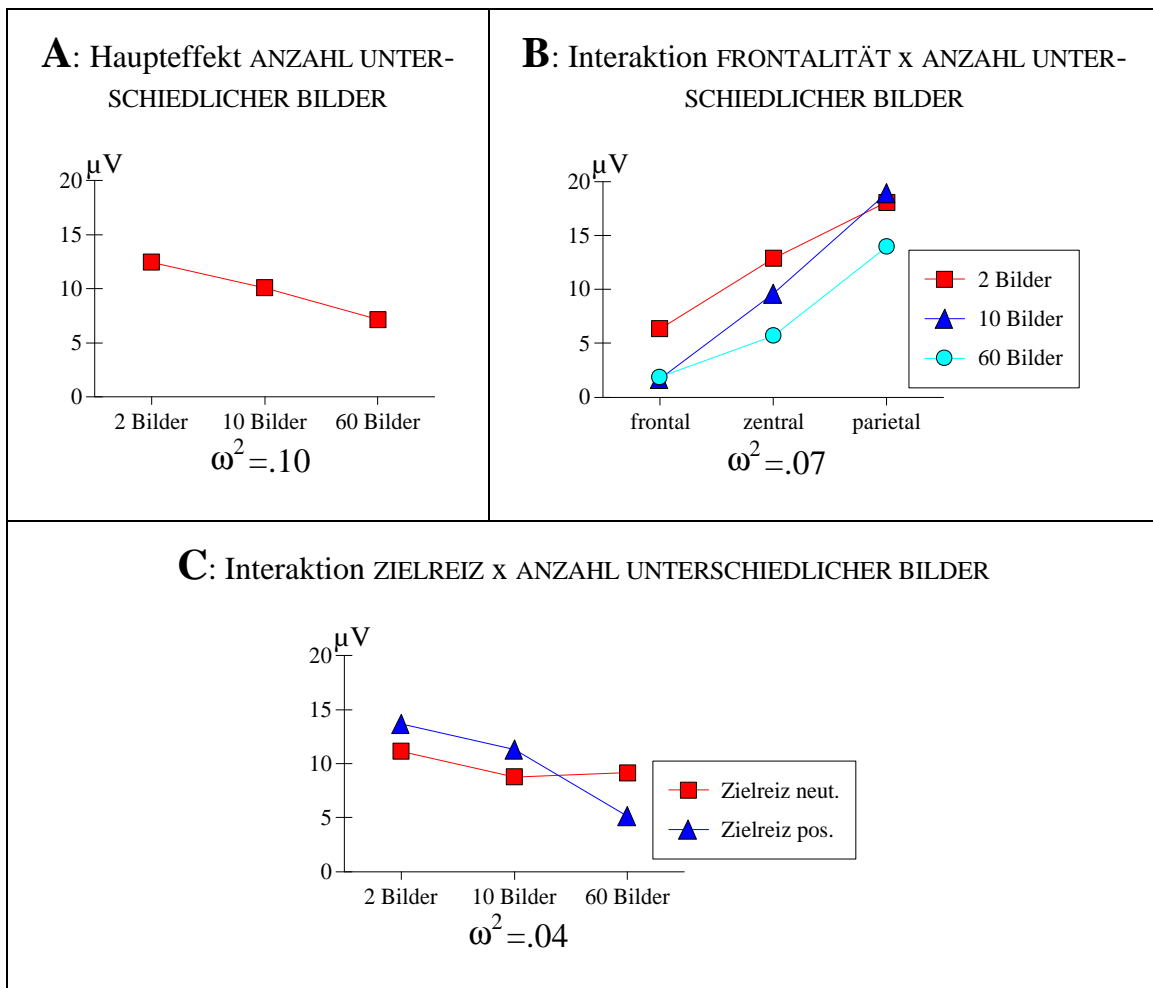 A: Haupteffekt ANZAHL UNTER-
SCHIEDLICHER BILDER
µV
20
15
10
5
0
2 Bilder 10 Bilder 60 Bilder
ω² =.10
B: Interaktion FRONTALITÄT x ANZAHL UNTER-
SCHIEDLICHER BILDER
µV
20
15
10
5
0
frontal zentral parietal
2 Bilder
10 Bilder
60 Bilder
ω² =.07
C: Interaktion ZIELREIZ x ANZAHL UNTERSCHIEDLICHER BILDER
µV
20
15
10
5
0
2 Bilder 10 Bilder 60 Bilder
Zielreiz neut.
Zielreiz pos.
ω² =.04